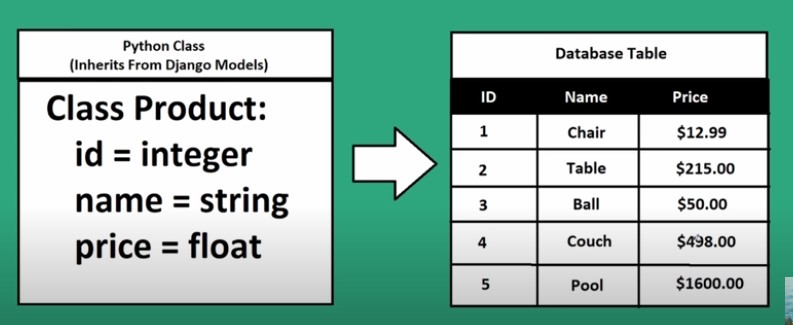 Python Class
(Inherits From Django Models)
Class Product:
id = integer
name = string
price = float
Database Table
ID Name Price
1 Chair $12.99
2 Table $215.00
3 Ball $50.00
4 Couch $498.00
5 Pool $1600.00